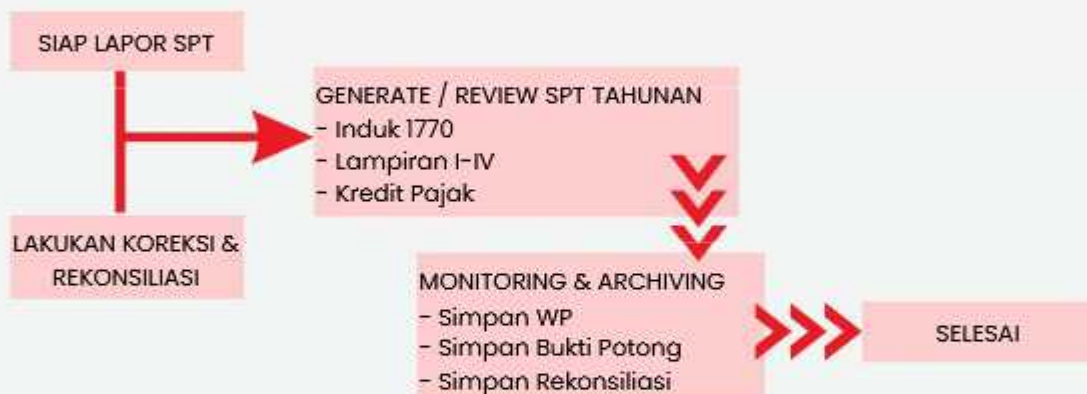 SIAP LAPOR SPT
LAKUKAN KOREKSI &
REKONSILIASI
GENERATE / REVIEW SPT TAHUNAN
- Induk 1770
- Lampiran I-IV
- Kredit Pajak
MONITORING & ARCHIVING
- Simpan WP
- Simpan Bukti Potong
- Simpan Rekonsiliasi
SELESAI